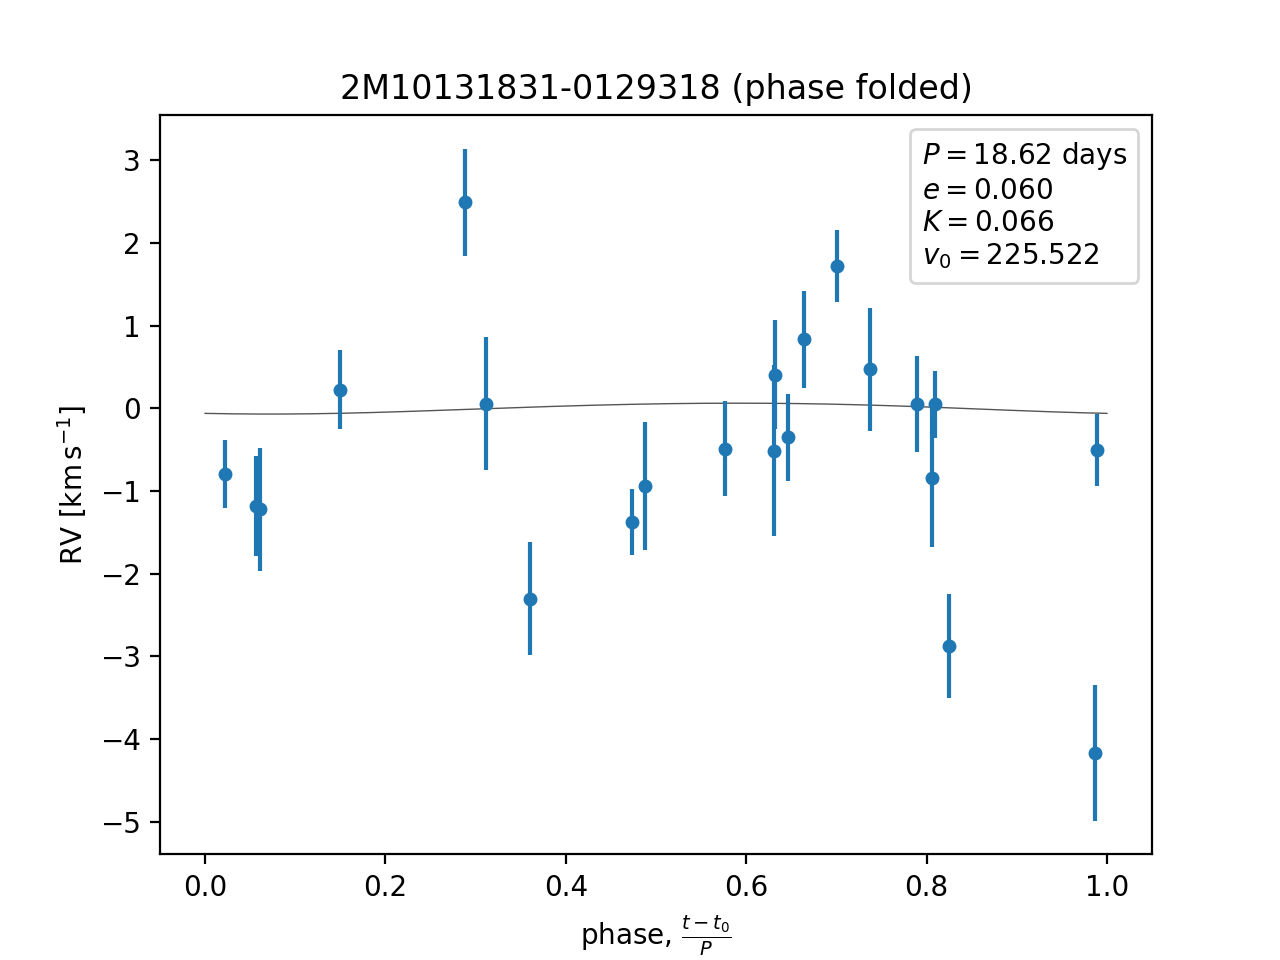 2M10131831-0129318 (phase folded)
P = 18.62 days
e = 0.060
K = 0.066
v₀ = 225.522
3
2
1
0
−1
−2
−3
−4
−5
RV [km s⁻¹]
0.0 0.2 0.4 0.6 0.8 1.0
phase, (t − t₀)/P